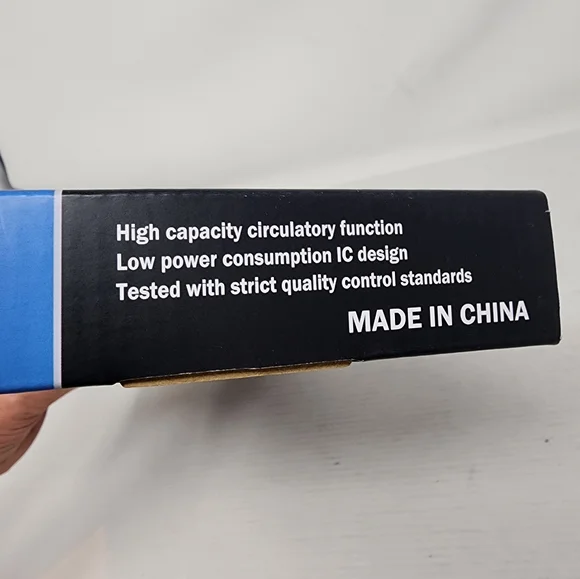 High capacity circulatory function
Low power consumption IC design
Tested with strict quality control standards
MADE IN CHINA